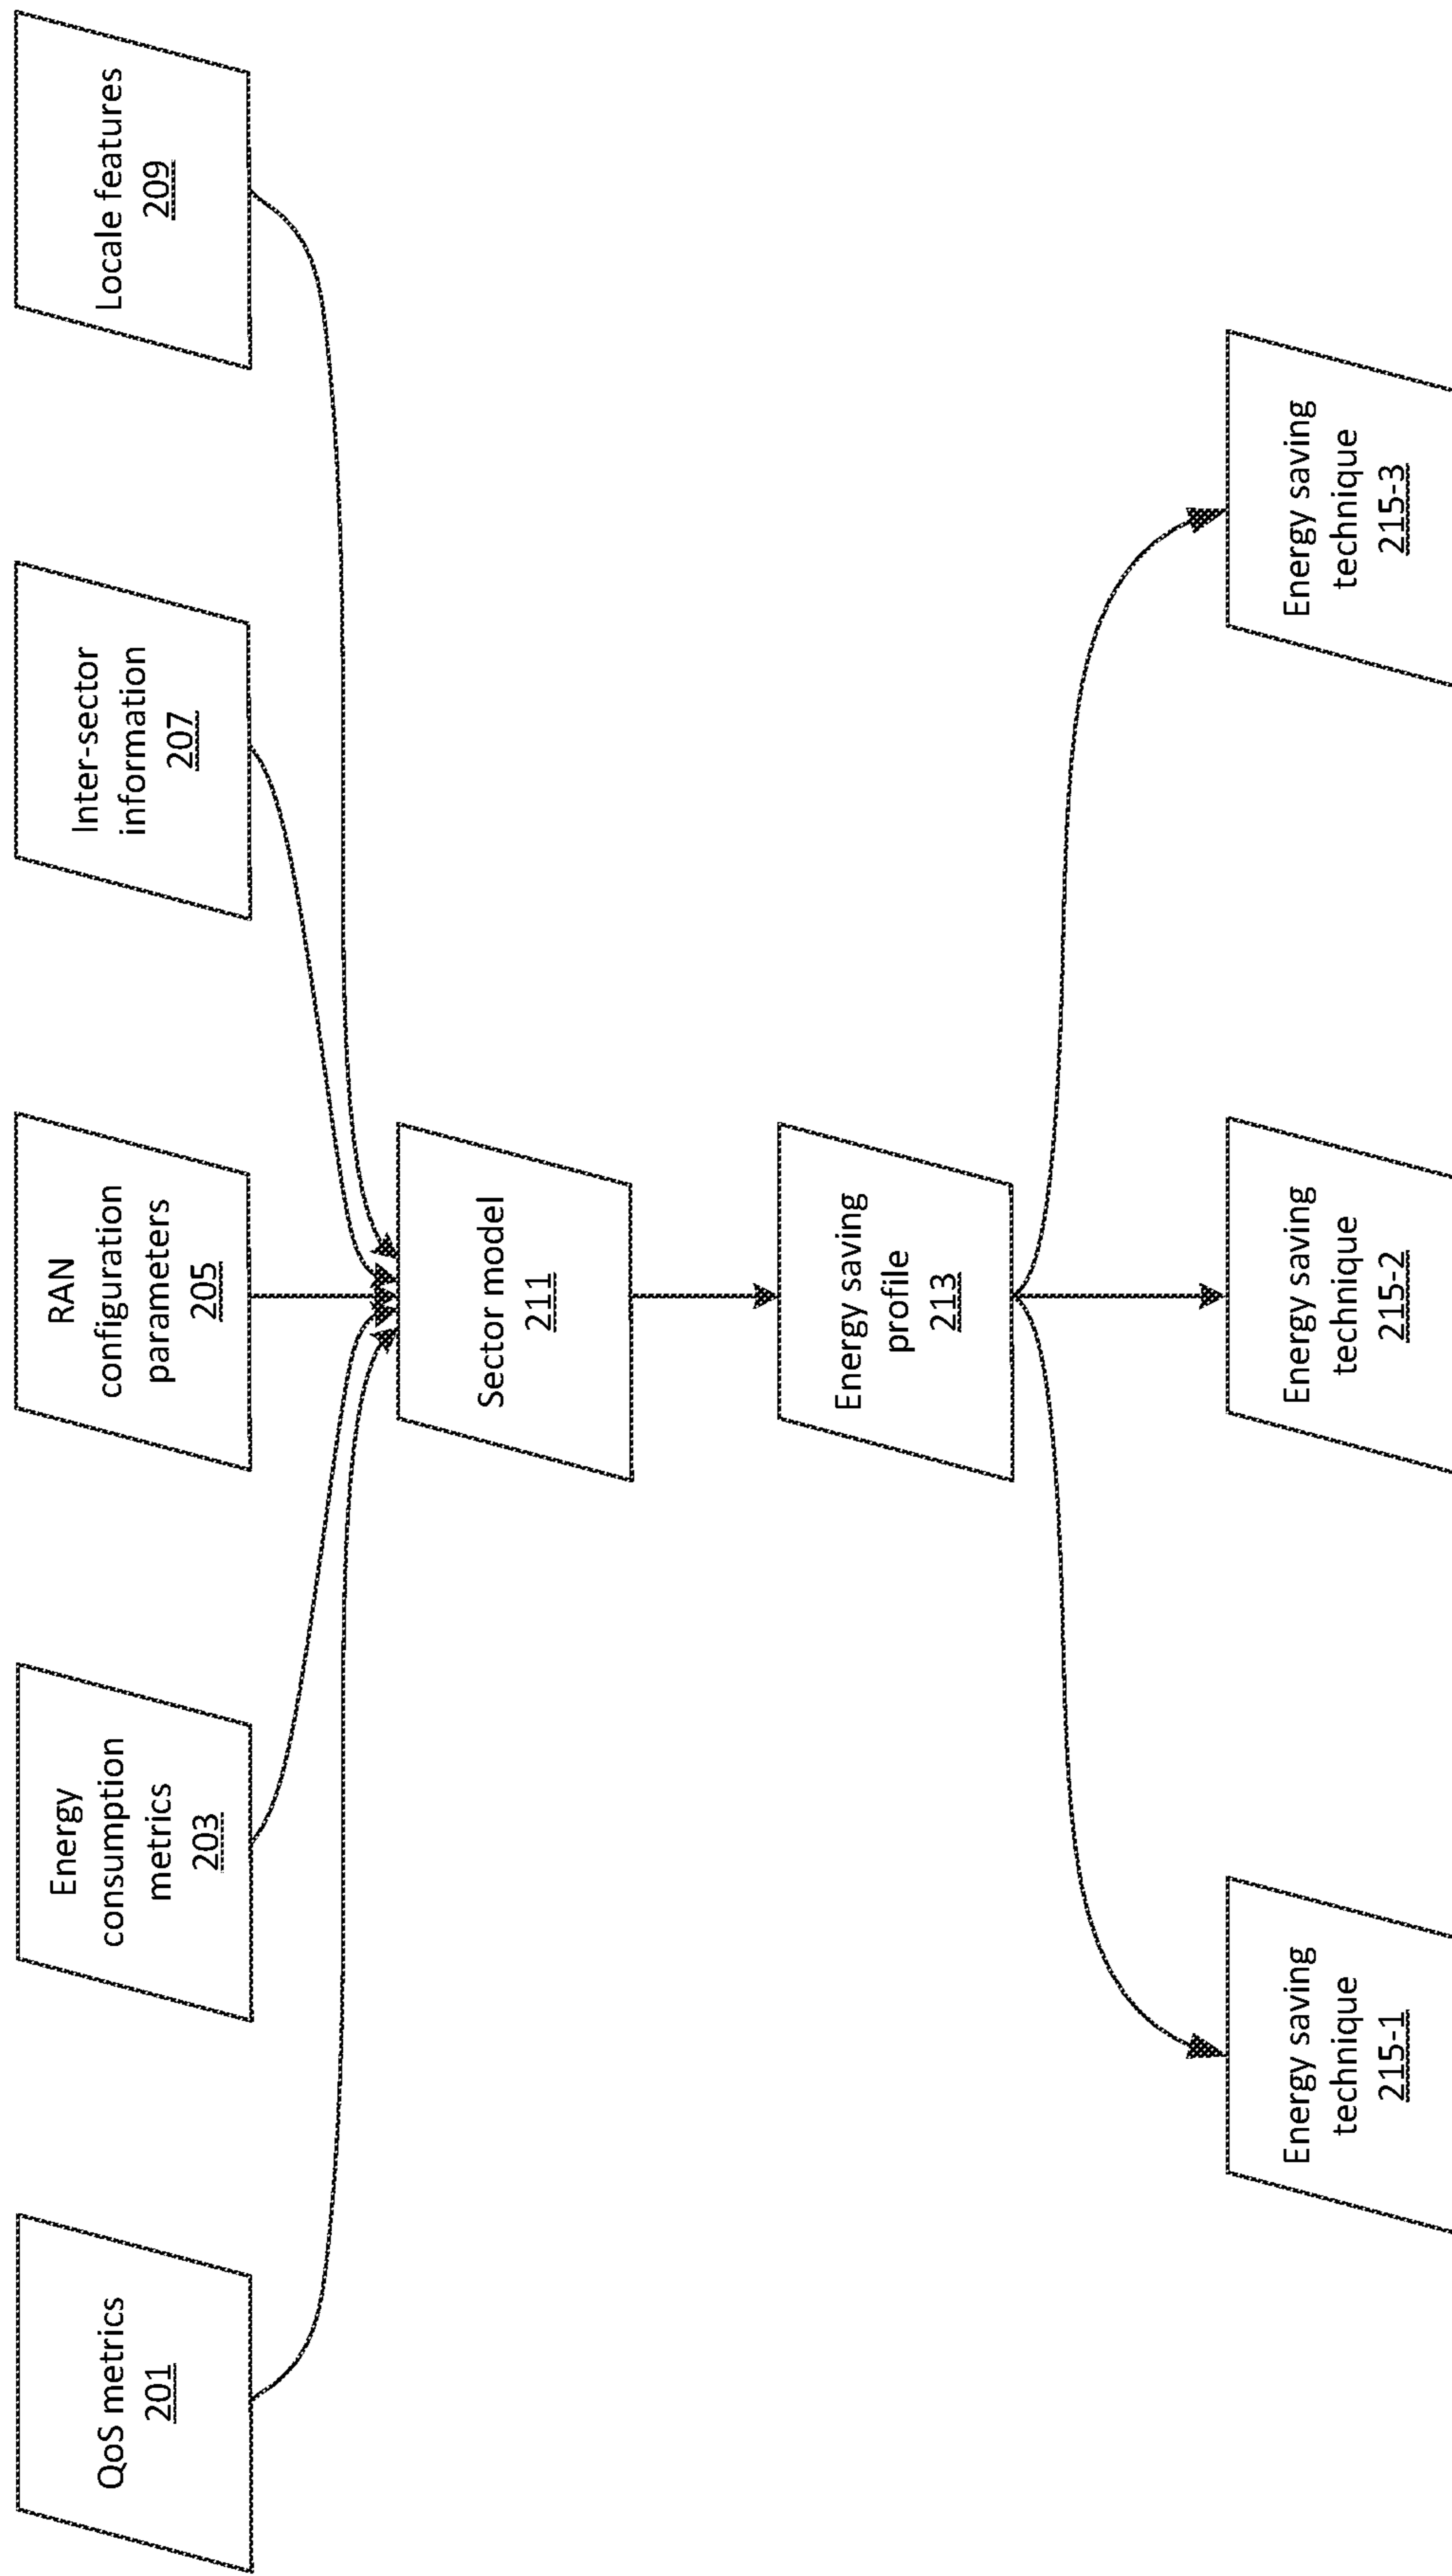 QoS metrics
201
Energy
consumption
metrics
203
RAN
configuration
parameters
205
Inter-sector
information
207
Locale features
209
Sector model
211
Energy saving
profile
213
Energy saving
technique
215-1
Energy saving
technique
215-2
Energy saving
technique
215-3